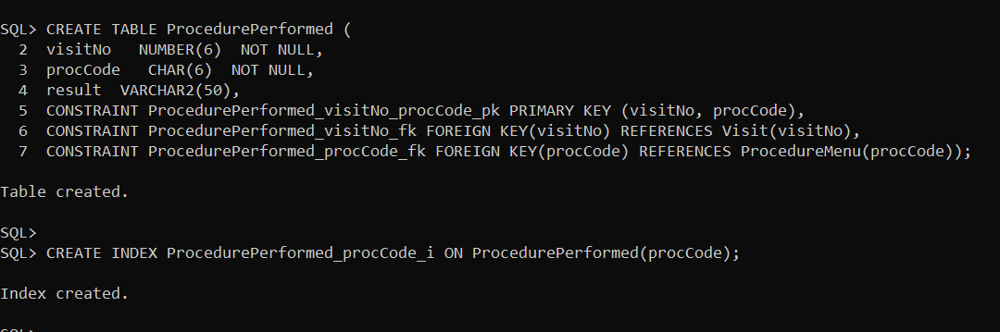 SQL> CREATE TABLE ProcedurePerformed (
2 visitNo NUMBER(6) NOT NULL,
3 procCode CHAR(6) NOT NULL,
4 result VARCHAR2(50),
5 CONSTRAINT ProcedurePerformed_visitNo_procCode_pk PRIMARY KEY (visitNo, procCode),
6 CONSTRAINT ProcedurePerformed_visitNo_fk FOREIGN KEY(visitNo) REFERENCES Visit(visitNo),
7 CONSTRAINT ProcedurePerformed_procCode_fk FOREIGN KEY(procCode) REFERENCES ProcedureMenu(procCode));
Table created.
SQL>
SQL> CREATE INDEX ProcedurePerformed_procCode_i ON ProcedurePerformed(procCode);
Index created.
SQL>